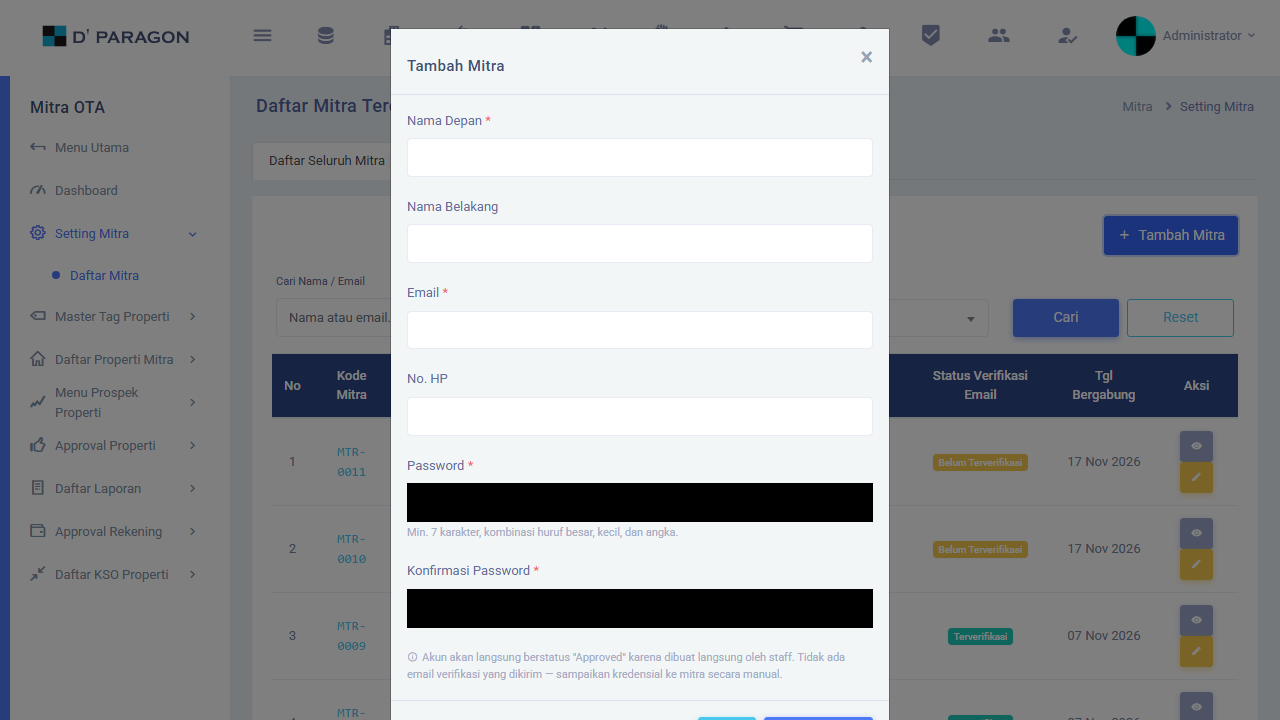 D' PARAGON
Administrator
Tambah Mitra
×
Mitra OTA
Menu Utama
Dashboard
Setting Mitra
Daftar Mitra
Master Tag Properti
Daftar Properti Mitra
Menu Prospek
Properti
Approval Properti
Daftar Laporan
Approval Rekening
Daftar KSO Properti
Daftar Mitra
Mitra > Setting Mitra
Daftar Seluruh Mitra
+ Tambah Mitra
Cari Nama / Email
Nama atau email.
Cari
Reset
No
Kode
Mitra
Status Verifikasi
Email
Tgl
Bergabung
Aksi
1
MTR-
0011
Belum Terverifikasi
17 Nov 2026
2
MTR-
0010
Belum Terverifikasi
17 Nov 2026
3
MTR-
0009
Terverifikasi
07 Nov 2026
MTR-
Nama Depan *
Nama Belakang
Email *
No. HP
Password *
Min. 7 karakter, kombinasi huruf besar, kecil, dan angka.
Konfirmasi Password *
Akun akan langsung berstatus "Approved" karena dibuat langsung oleh staff. Tidak ada
email verifikasi yang dikirim — sampaikan kredensial ke mitra secara manual.